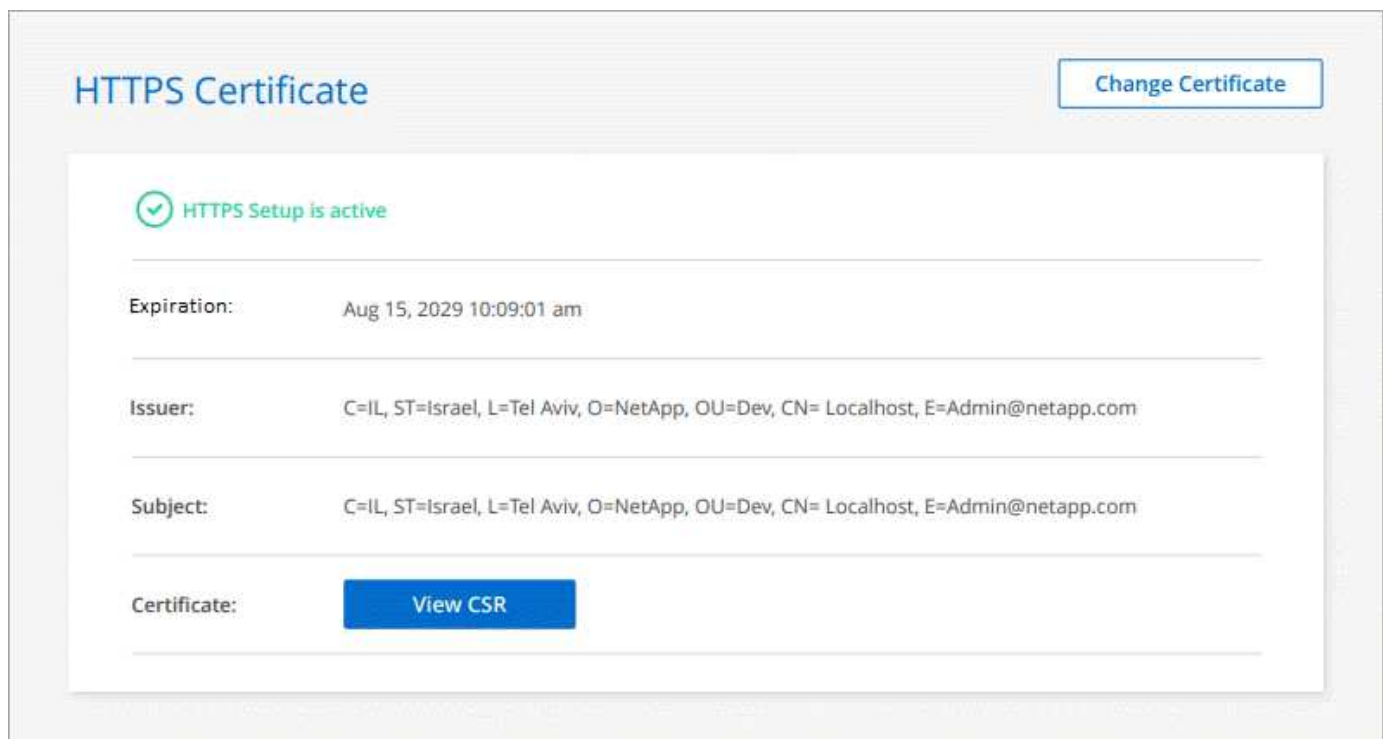 HTTPS Certificate
Change Certificate
HTTPS Setup is active
Expiration: Aug 15, 2029 10:09:01 am
Issuer: C=IL, ST=Israel, L=Tel Aviv, O=NetApp, OU=Dev, CN= Localhost, E=Admin@netapp.com
Subject: C=IL, ST=Israel, L=Tel Aviv, O=NetApp, OU=Dev, CN= Localhost, E=Admin@netapp.com
Certificate: View CSR